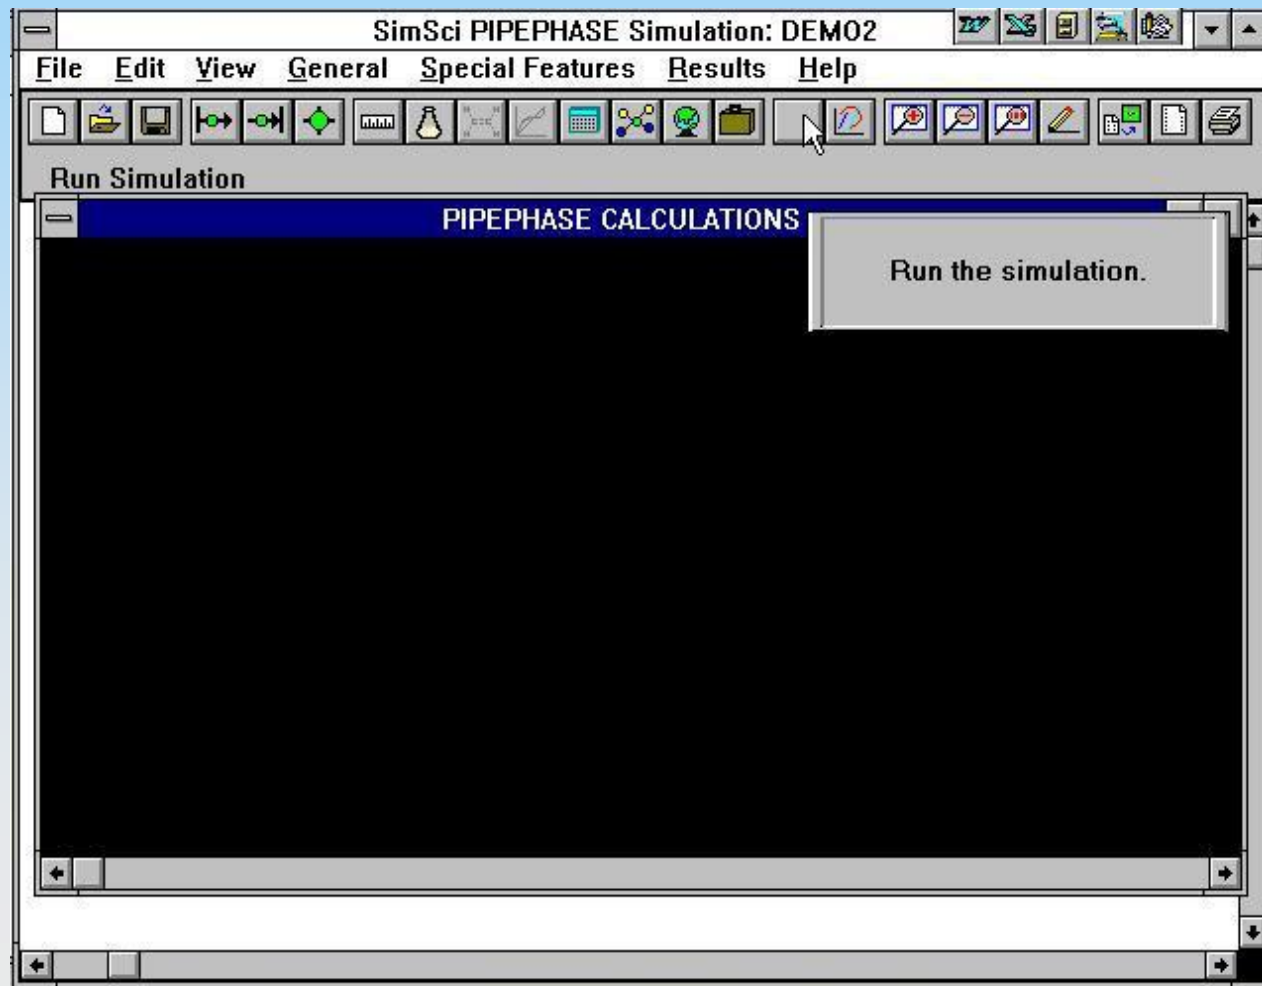 SimSci PIPEPHASE Simulation: DEMO2
File Edit View General Special Features Results Help
Run Simulation
PIPEPHASE CALCULATIONS
Run the simulation.